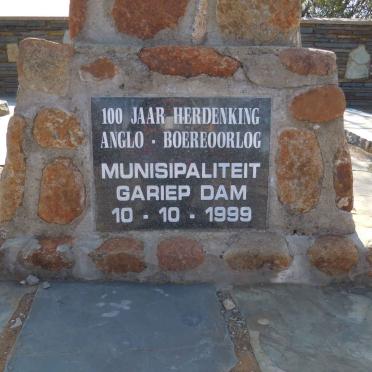 100 JAAR HERDENKING
ANGLO - BOEREOORLOG
MUNISIPALITEIT
GARIEP DAM
10 - 10 - 1999